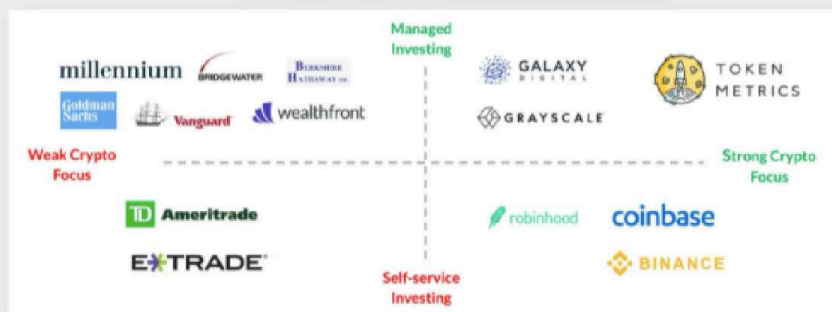 Managed
Investing
millennium
BRIDGEWATER
BERKSHIRE
HATHAWAY INC.
GALAXY
DIGITAL
TOKEN
METRICS
Goldman
Sachs
Vanguard
wealthfront
GRAYSCALE
Weak Crypto
Focus
Strong Crypto
Focus
TD Ameritrade
robinhood
coinbase
E*TRADE
BINANCE
Self-service
Investing